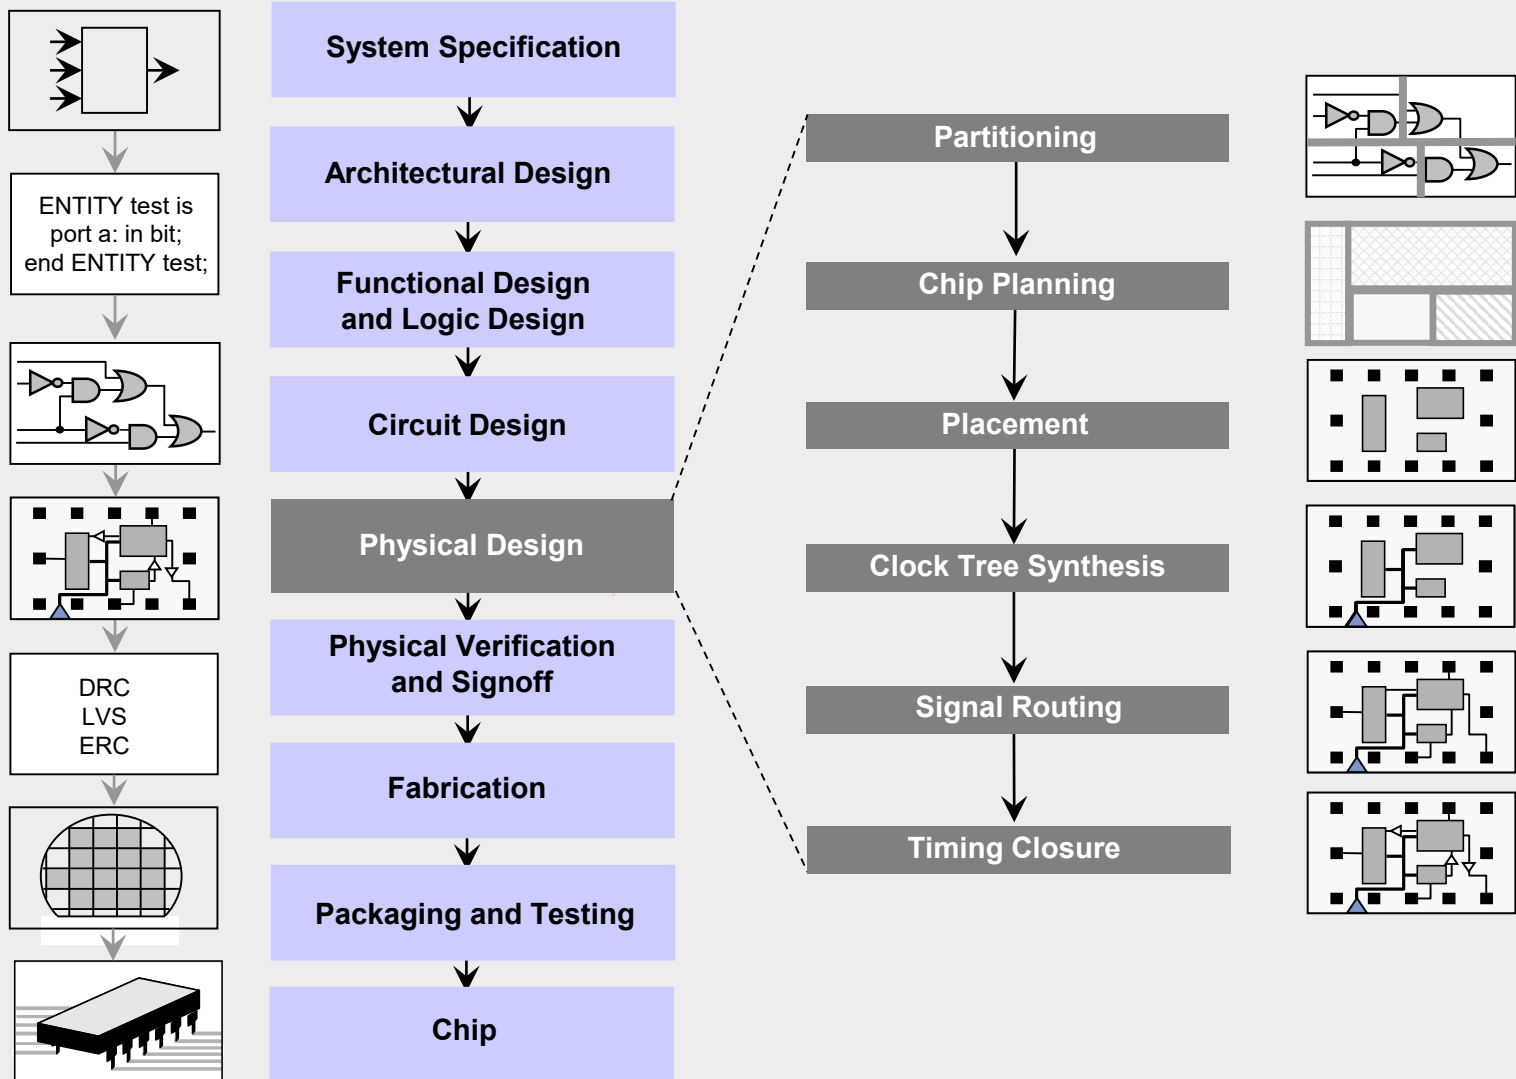 System Specification
Architectural Design
Functional Design
and Logic Design
Circuit Design
Physical Design
Physical Verification
and Signoff
Fabrication
Packaging and Testing
Chip
ENTITY test is
port a: in bit;
end ENTITY test;
DRC
LVS
ERC
Partitioning
Chip Planning
Placement
Clock Tree Synthesis
Signal Routing
Timing Closure